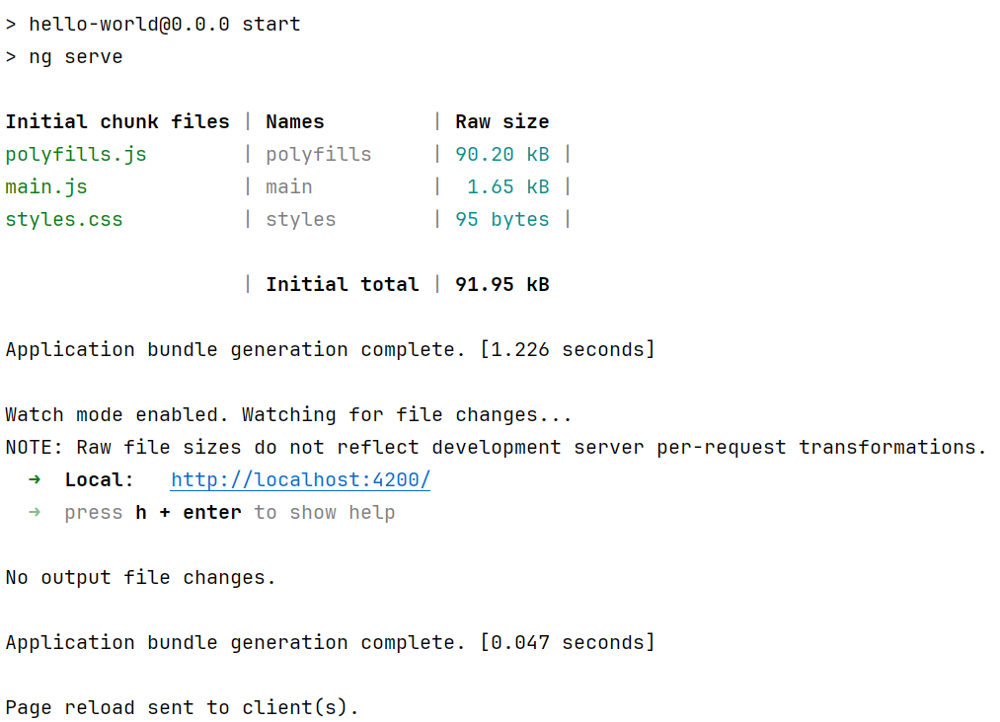 > hello-world@0.0.0 start
> ng serve
Initial chunk files | Names         | Raw size
polyfills.js        | polyfills     | 90.20 kB |
main.js             | main          |  1.65 kB |
styles.css          | styles        | 95 bytes |
                    | Initial total | 91.95 kB
Application bundle generation complete. [1.226 seconds]
Watch mode enabled. Watching for file changes...
NOTE: Raw file sizes do not reflect development server per-request transformations.
  ➜  Local:   http://localhost:4200/
  ➜  press h + enter to show help
No output file changes.
Application bundle generation complete. [0.047 seconds]
Page reload sent to client(s).